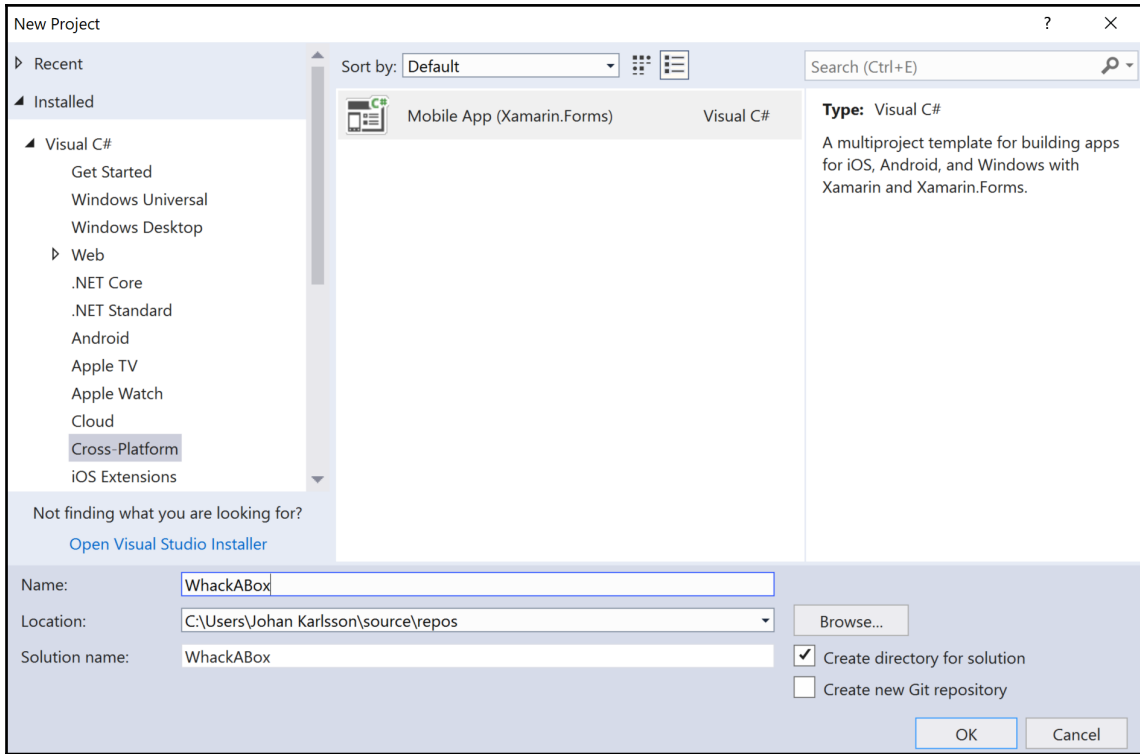 New Project
?
Recent
Installed
Visual C#
Get Started
Windows Universal
Windows Desktop
Web
.NET Core
.NET Standard
Android
Apple TV
Apple Watch
Cloud
Cross-Platform
iOS Extensions
Not finding what you are looking for?
Open Visual Studio Installer
Sort by: Default
C#
Mobile App (Xamarin.Forms) Visual C#
Search (Ctrl+E)
Type: Visual C#
A multiproject template for building apps
for iOS, Android, and Windows with
Xamarin and Xamarin.Forms.
Name: WhackABox
Location: C:\Users\Johan Karlsson\source\repos
Browse...
Solution name: WhackABox
Create directory for solution
Create new Git repository
OK Cancel